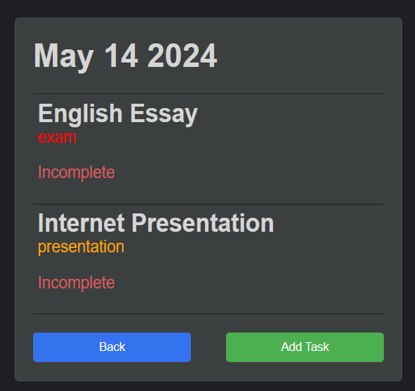 May 14 2024
English Essay
exam
Incomplete
Internet Presentation
presentation
Incomplete
Back Add Task